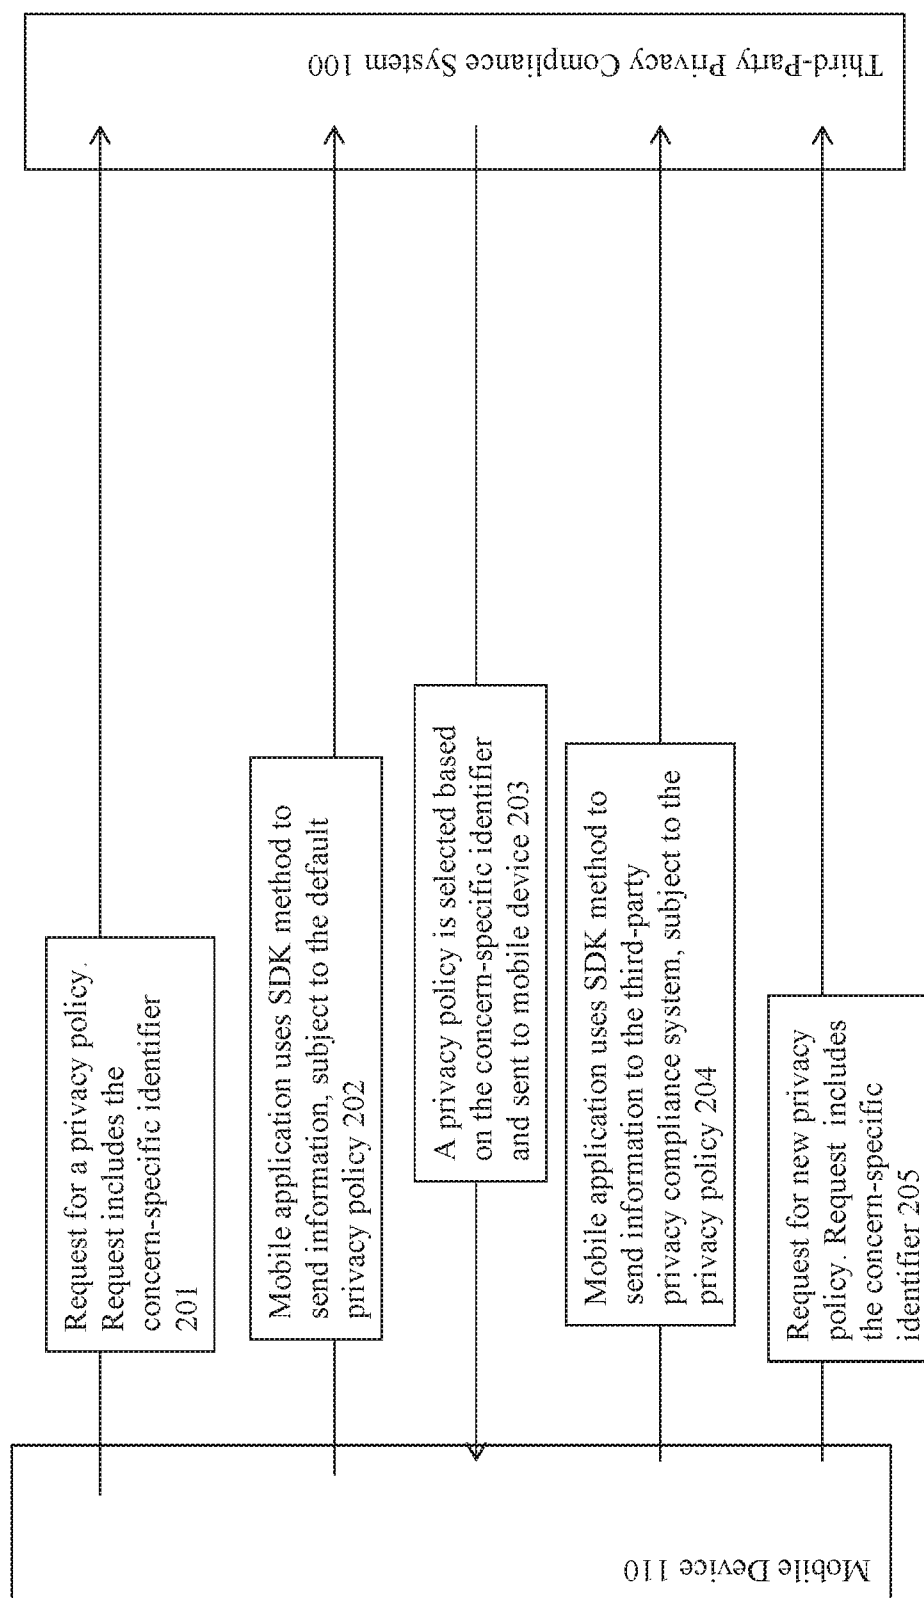 Third-Party Privacy Compliance System 100
Request for a privacy policy.
Request includes the
concern-specific identifier
201
Mobile application uses SDK method to
send information, subject to the default
privacy policy 202
A privacy policy is selected based
on the concern-specific identifier
and sent to mobile device 203
Mobile application uses SDK method to
send information to the third-party
privacy compliance system, subject to the
privacy policy 204
Request for new privacy
policy. Request includes
the concern-specific
identifier 205
Mobile Device 110